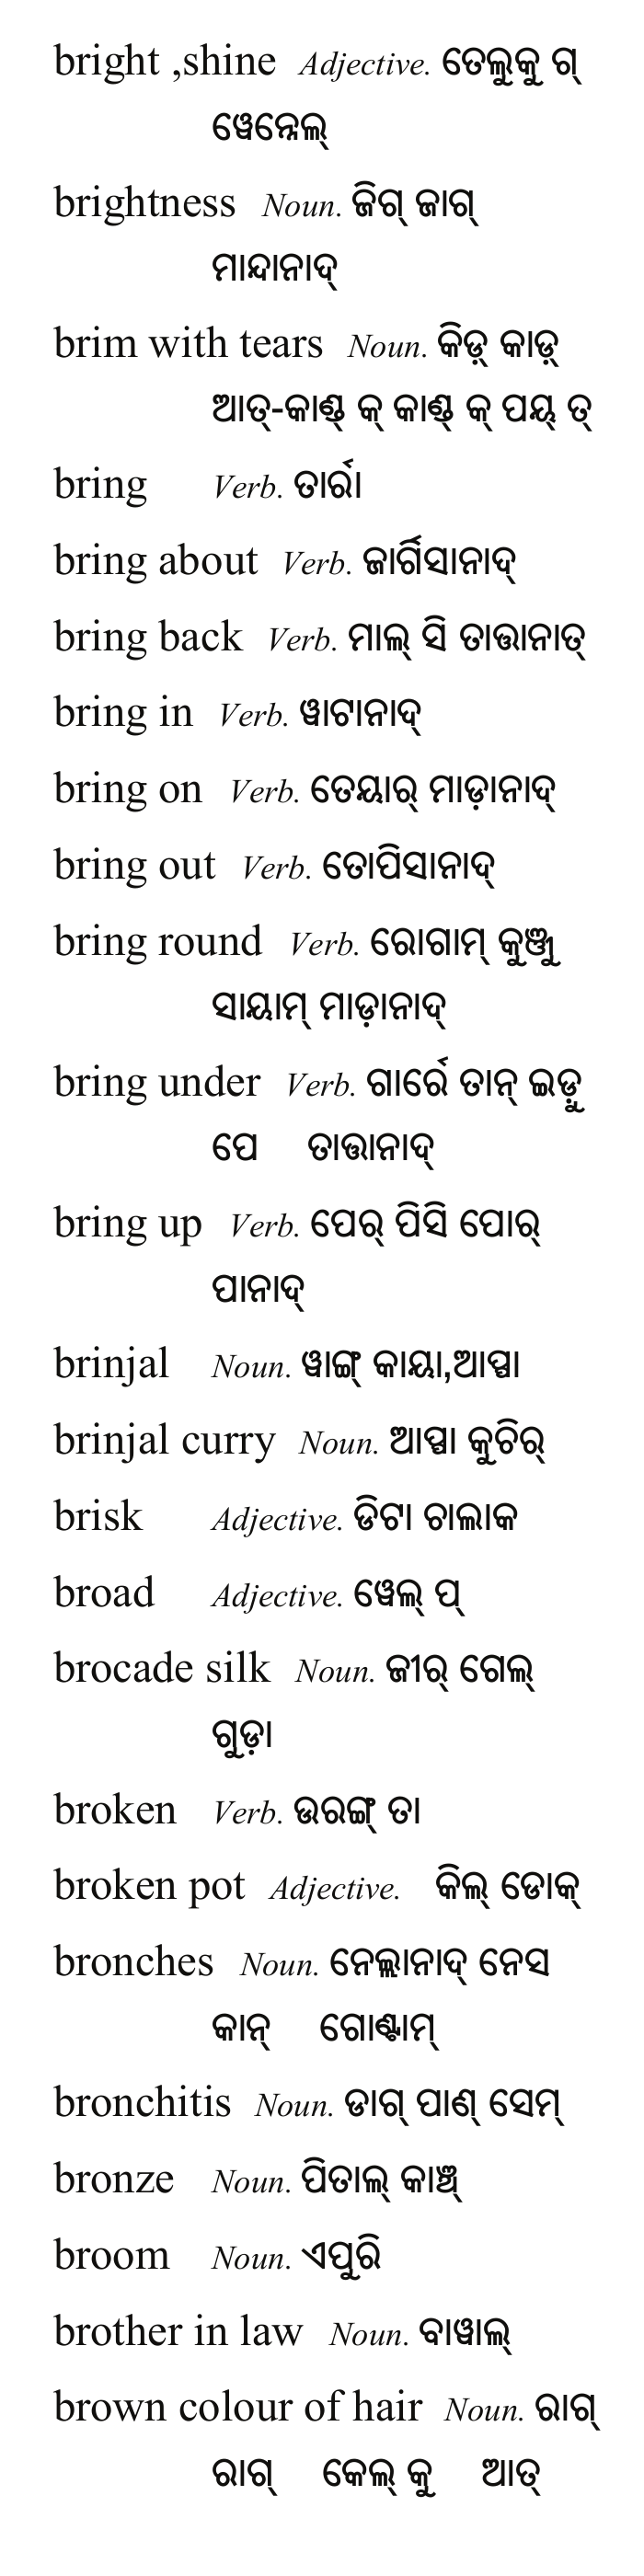 bright ,shine Adjective. ତେଲୁକୁ ଗ୍
ୱେନ୍ନେଲ୍
brightness Noun. ଜିଗ୍ ଜାଗ୍
ମାନ୍ଦାନାଦ୍
brim with tears Noun. କିଡ଼୍ କାଡ଼୍
ଆତ୍-କାଣ୍ଡ୍ କ୍ କାଣ୍ଡ୍ କ୍ ପୟ୍ ତ୍
bring Verb. ତାର୍ରା
bring about Verb. ଜାର୍ଗିସାନାଦ୍
bring back Verb. ମାଲ୍ ସି ତାତ୍ତାନାତ୍
bring in Verb. ୱାଟାନାଦ୍
bring on Verb. ତେୟାର୍ ମାଡ଼ାନାଦ୍
bring out Verb. ତୋପିସାନାଦ୍
bring round Verb. ରୋଗାମ୍ କୁଞ୍ଜୁ
ସାୟାମ୍ ମାଡ଼ାନାଦ୍
bring under Verb. ଗାର୍ରେ ତାନ୍ ଇଡ଼ୁ
ପେ ତାତ୍ତାନାଦ୍
bring up Verb. ପେର୍ ପିସି ପୋର୍
ପାନାଦ୍
brinjal Noun. ୱାଙ୍ଗ୍ କାୟା,ଆପ୍ପା
brinjal curry Noun. ଆପ୍ପା କୁଚିର୍
brisk Adjective. ଡିଟା ଚାଲାକ
broad Adjective. ୱେଲ୍ ପ୍
brocade silk Noun. ଜୀର୍ ଗେଲ୍
ଗୁଡ଼ା
broken Verb. ଉରଙ୍ଗ୍ ତା
broken pot Adjective. କିଲ୍ ଡୋକ୍
bronches Noun. ନେଲ୍ଲାନାଦ୍ ନେସ
କାନ୍ ଗୋଣ୍ଟାମ୍
bronchitis Noun. ଡାଗ୍ ପାଣ୍ ସେମ୍
bronze Noun. ପିତାଲ୍ କାଞ୍ଚ୍
broom Noun. ଏପୁରି
brother in law Noun. ବାୱାଲ୍
brown colour of hair Noun. ରାଗ୍
ରାଗ୍ କେଲ୍ କୁ ଆତ୍